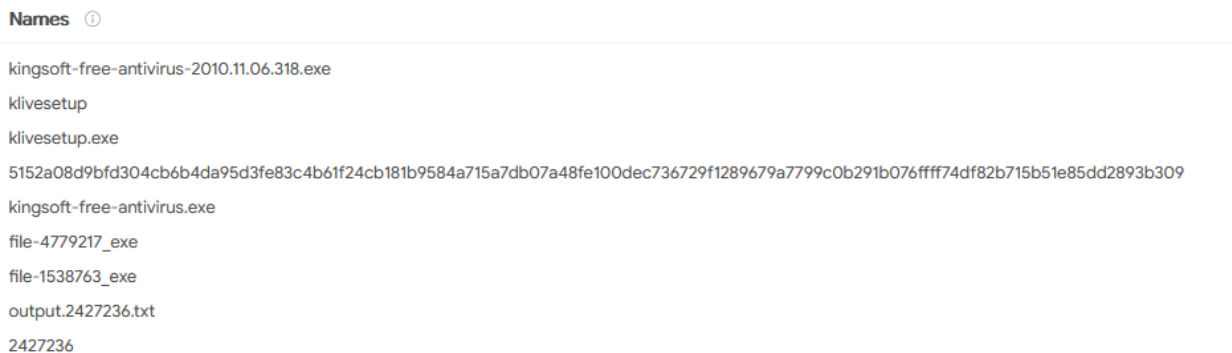 Names
kingsoft-free-antivirus-2010.11.06.318.exe
klivesetup
klivesetup.exe
5152a08d9bfd304cb6b4da95d3fe83c4b61f24cb181b9584a715a7db07a48fe100dec736729f1289679a7799c0b291b076ffff74df82b715b51e85dd2893b309
kingsoft-free-antivirus.exe
file-4779217_exe
file-1538763_exe
output.2427236.txt
2427236